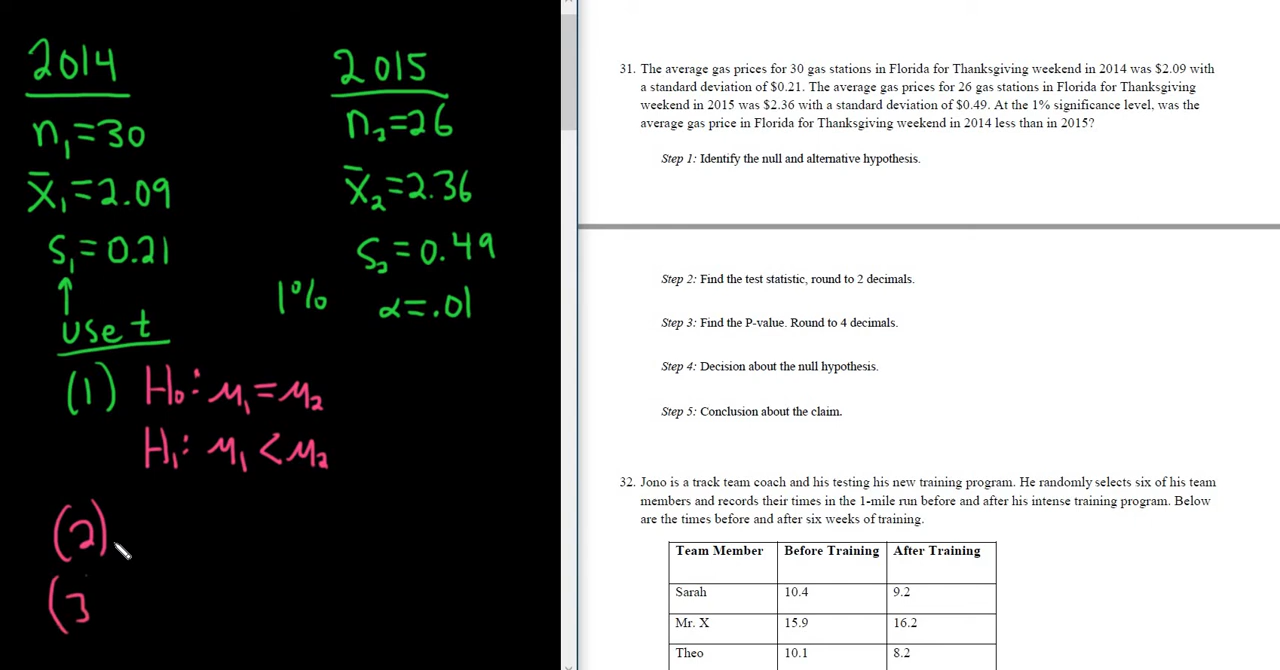 2014
n₁=30
x̄₁=2.09
s₁=0.21
use t
2015
n₂=26
x̄₂=2.36
s₂=0.49
1% α=.01
(1) H₀: μ₁=μ₂
H₁: μ₁<μ₂
(2)
(3
31. The average gas prices for 30 gas stations in Florida for Thanksgiving weekend in 2014 was $2.09 with
a standard deviation of $0.21. The average gas prices for 26 gas stations in Florida for Thanksgiving
weekend in 2015 was $2.36 with a standard deviation of $0.49. At the 1% significance level, was the
average gas price in Florida for Thanksgiving weekend in 2014 less than in 2015?
Step 1: Identify the null and alternative hypothesis.
Step 2: Find the test statistic, round to 2 decimals.
Step 3: Find the P-value. Round to 4 decimals.
Step 4: Decision about the null hypothesis.
Step 5: Conclusion about the claim.
32. Jono is a track team coach and his testing his new training program. He randomly selects six of his team
members and records their times in the 1-mile run before and after his intense training program. Below
are the times before and after six weeks of training.
Team Member Before Training After Training
Sarah 10.4 9.2
Mr. X 15.9 16.2
Theo 10.1 8.2